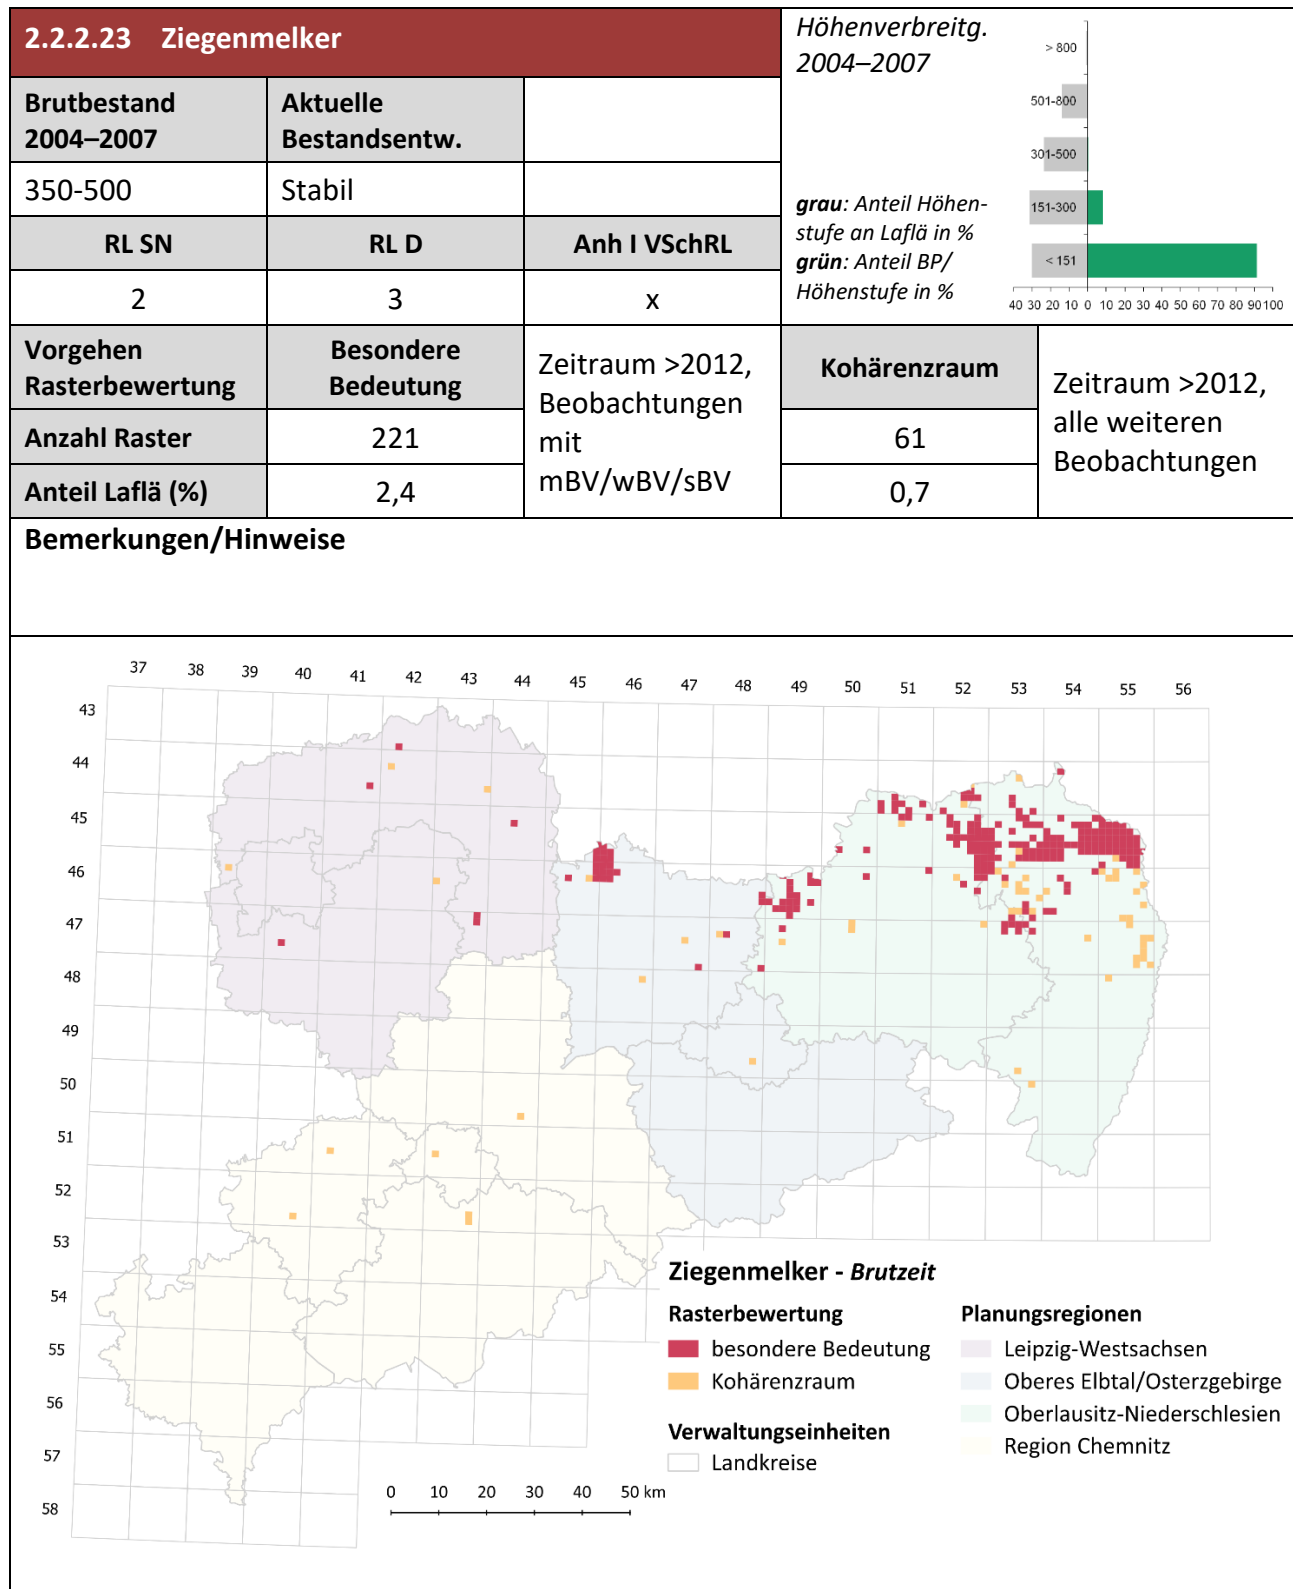 2.2.2.23 Ziegenmelker
Höhenverbreitg.
2004–2007
Brutbestand
2004–2007
Aktuelle
Bestandsentw.
350-500
Stabil
RL SN
RL D
Anh I VSchRL
2
3
x
> 800
501-800
301-500
151-300
< 151
40 30 20 10 0 10 20 30 40 50 60 70 80 90 100
grau: Anteil Höhen-
stufe an Laflä in %
grün: Anteil BP/
Höhenstufe in %
Vorgehen
Rasterbewertung
Besondere
Bedeutung
Zeitraum >2012,
Beobachtungen
mit
mBV/wBV/sBV
Kohärenzraum
Zeitraum >2012,
alle weiteren
Beobachtungen
Anzahl Raster
221
61
Anteil Laflä (%)
2,4
0,7
Bemerkungen/Hinweise
37 38 39 40 41 42 43 44 45 46 47 48 49 50 51 52 53 54 55 56
43
44
45
46
47
48
49
50
51
52
53
54
55
56
57
58
Ziegenmelker - Brutzeit
Rasterbewertung
besondere Bedeutung
Kohärenzraum
Verwaltungseinheiten
Landkreise
Planungsregionen
Leipzig-Westsachsen
Oberes Elbtal/Osterzgebirge
Oberlausitz-Niederschlesien
Region Chemnitz
0 10 20 30 40 50 km